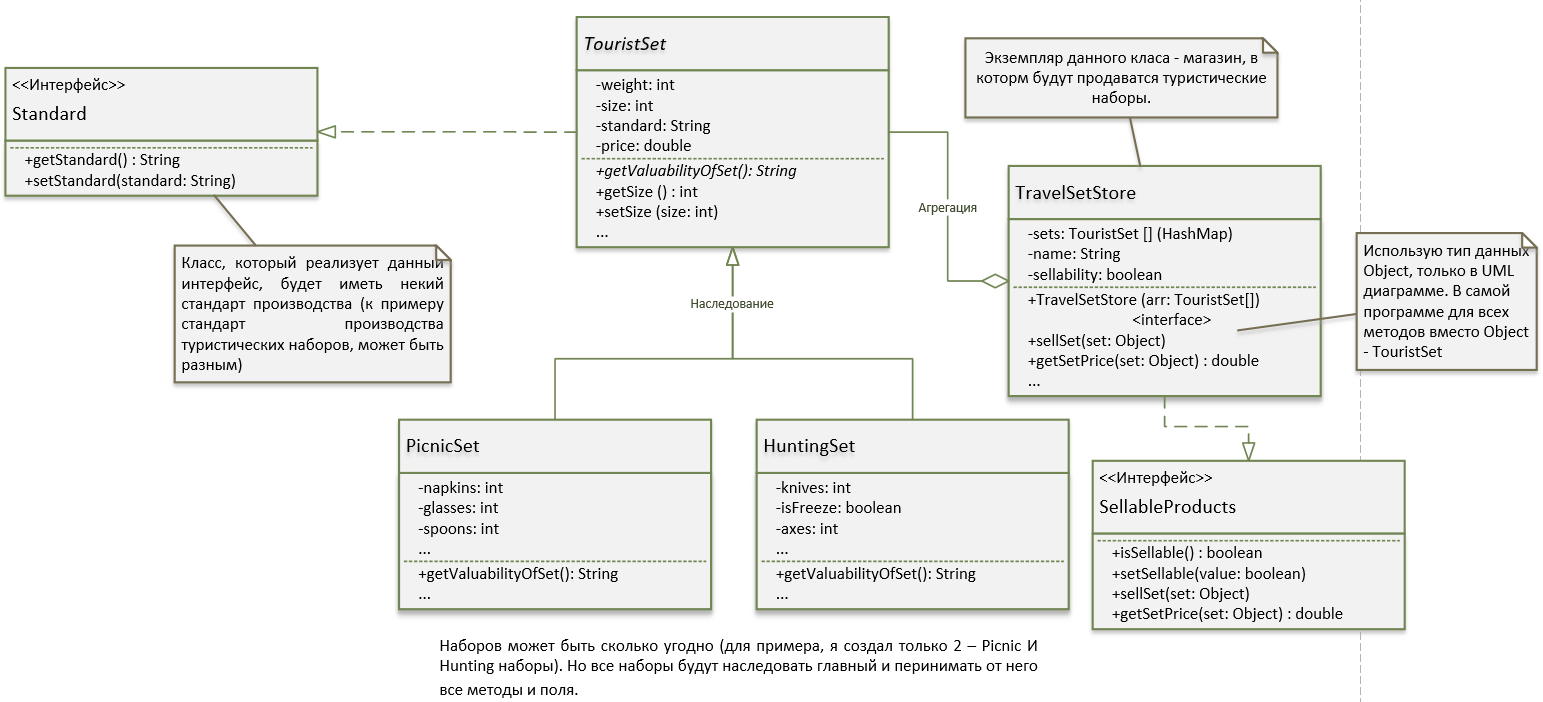 <<Интерфейс>>
Standard
+getStandard() : String
+setStandard(standard: String)
Класс, который реализует данный
интерфейс, будет иметь некий
стандарт производства (к примеру
стандарт производства
туристических наборов, может быть
разным)
TouristSet
-weight: int
-size: int
-standard: String
-price: double
+getValuabilityOfSet(): String
+getSize () : int
+setSize (size: int)
...
Наследование
Агрегация
Экземпляр данного класа - магазин, в
которм будут продаватся туристические
наборы.
TravelSetStore
-sets: TouristSet [] (HashMap)
-name: String
-sellability: boolean
+TravelSetStore (arr: TouristSet[])
<interface>
+sellSet(set: Object)
+getSetPrice(set: Object) : double
...
Использую тип данных
Object, только в UML
диаграмме. В самой
программе для всех
методов вместо Object
- TouristSet
PicnicSet
-napkins: int
-glasses: int
-spoons: int
...
+getValuabilityOfSet(): String
...
HuntingSet
-knives: int
-isFreeze: boolean
-axes: int
...
+getValuabilityOfSet(): String
...
<<Интерфейс>>
SellableProducts
+isSellable() : boolean
+setSellable(value: boolean)
+sellSet(set: Object)
+getSetPrice(set: Object) : double
Наборов может быть сколько угодно (для примера, я создал только 2 – Picnic И
Hunting наборы). Но все наборы будут наследовать главный и перинимать от него
все методы и поля.